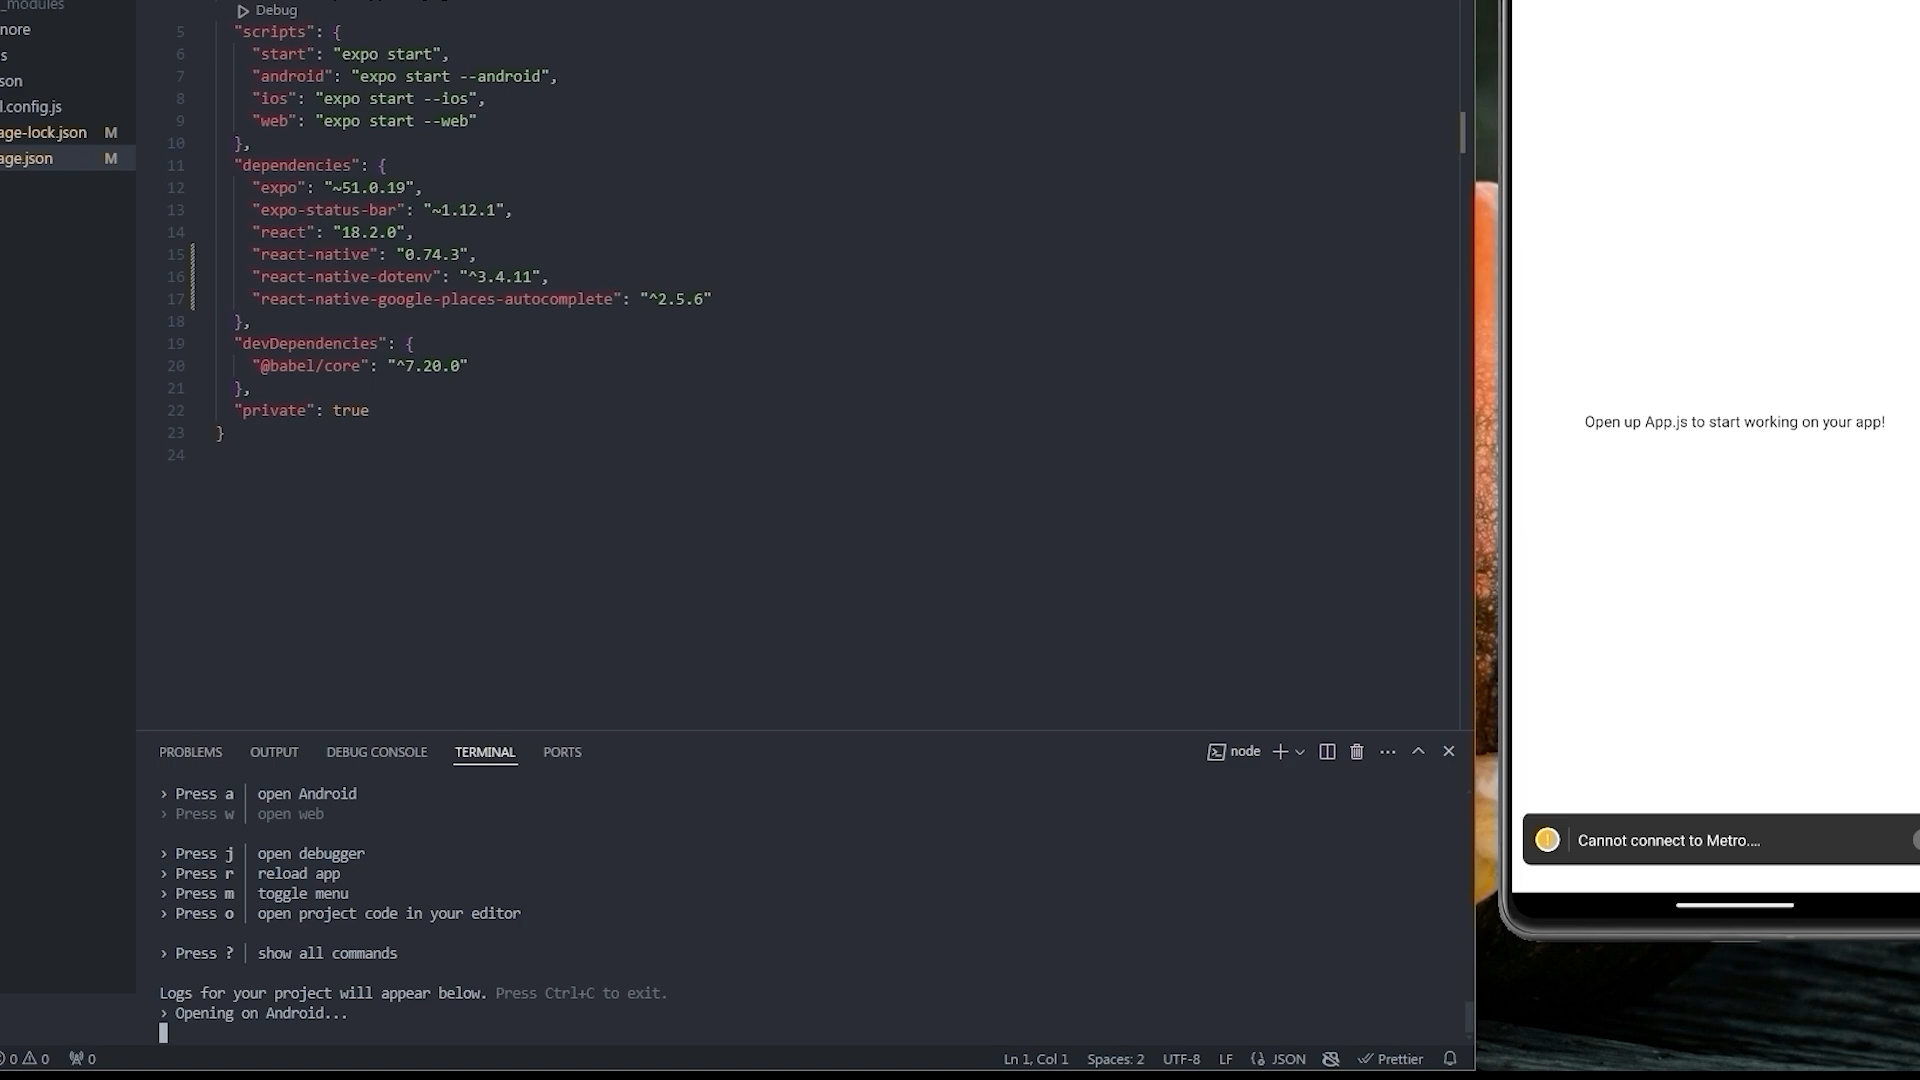 _modules
nore
s
son
l.config.js
age-lock.json M
age.json M
Debug
5 "scripts": {
6 "start": "expo start",
7 "android": "expo start --android",
8 "ios": "expo start --ios",
9 "web": "expo start --web"
10 },
11 "dependencies": {
12 "expo": "~51.0.19",
13 "expo-status-bar": "~1.12.1",
14 "react": "18.2.0",
15 "react-native": "0.74.3",
16 "react-native-dotenv": "^3.4.11",
17 "react-native-google-places-autocomplete": "^2.5.6"
18 },
19 "devDependencies": {
20 "@babel/core": "^7.20.0"
21 },
22 "private": true
23 }
24
PROBLEMS OUTPUT DEBUG CONSOLE TERMINAL PORTS node
› Press a │ open Android
› Press w │ open web
› Press j │ open debugger
› Press r │ reload app
› Press m │ toggle menu
› Press o │ open project code in your editor
› Press ? │ show all commands
Logs for your project will appear below. Press Ctrl+C to exit.
› Opening on Android...
0 0 0 Ln 1, Col 1 Spaces: 2 UTF-8 LF JSON Prettier
Open up App.js to start working on your app!
Cannot connect to Metro....